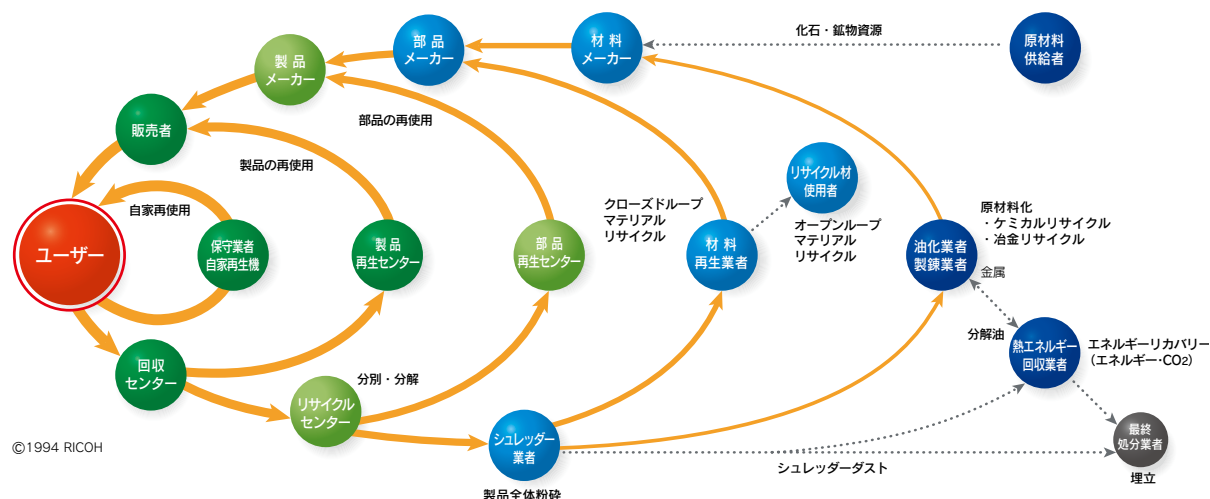 部 品
メーカー
材 料
メーカー
化石・鉱物資源
原材料
供給者
製 品
メーカー
販売者
部品の再使用
製品の再使用
リサイクル材
使用者
自家再使用
クローズドループ
マテリアル
リサイクル
オープンループ
マテリアル
リサイクル
原材料化
・ケミカルリサイクル
・冶金リサイクル
ユーザー
保守業者
自家再生機
製 品
再生センター
部 品
再生センター
材 料
再生業者
油化業者
製錬業者
金属
分解油
熱エネルギー
回収業者
エネルギーリカバリー
(エネルギー・CO2)
回収
センター
分別・分解
リサイクル
センター
シュレッダー
業者
製品全体粉砕
シュレッダーダスト
最終
処分業者
埋立
©1994 RICOH